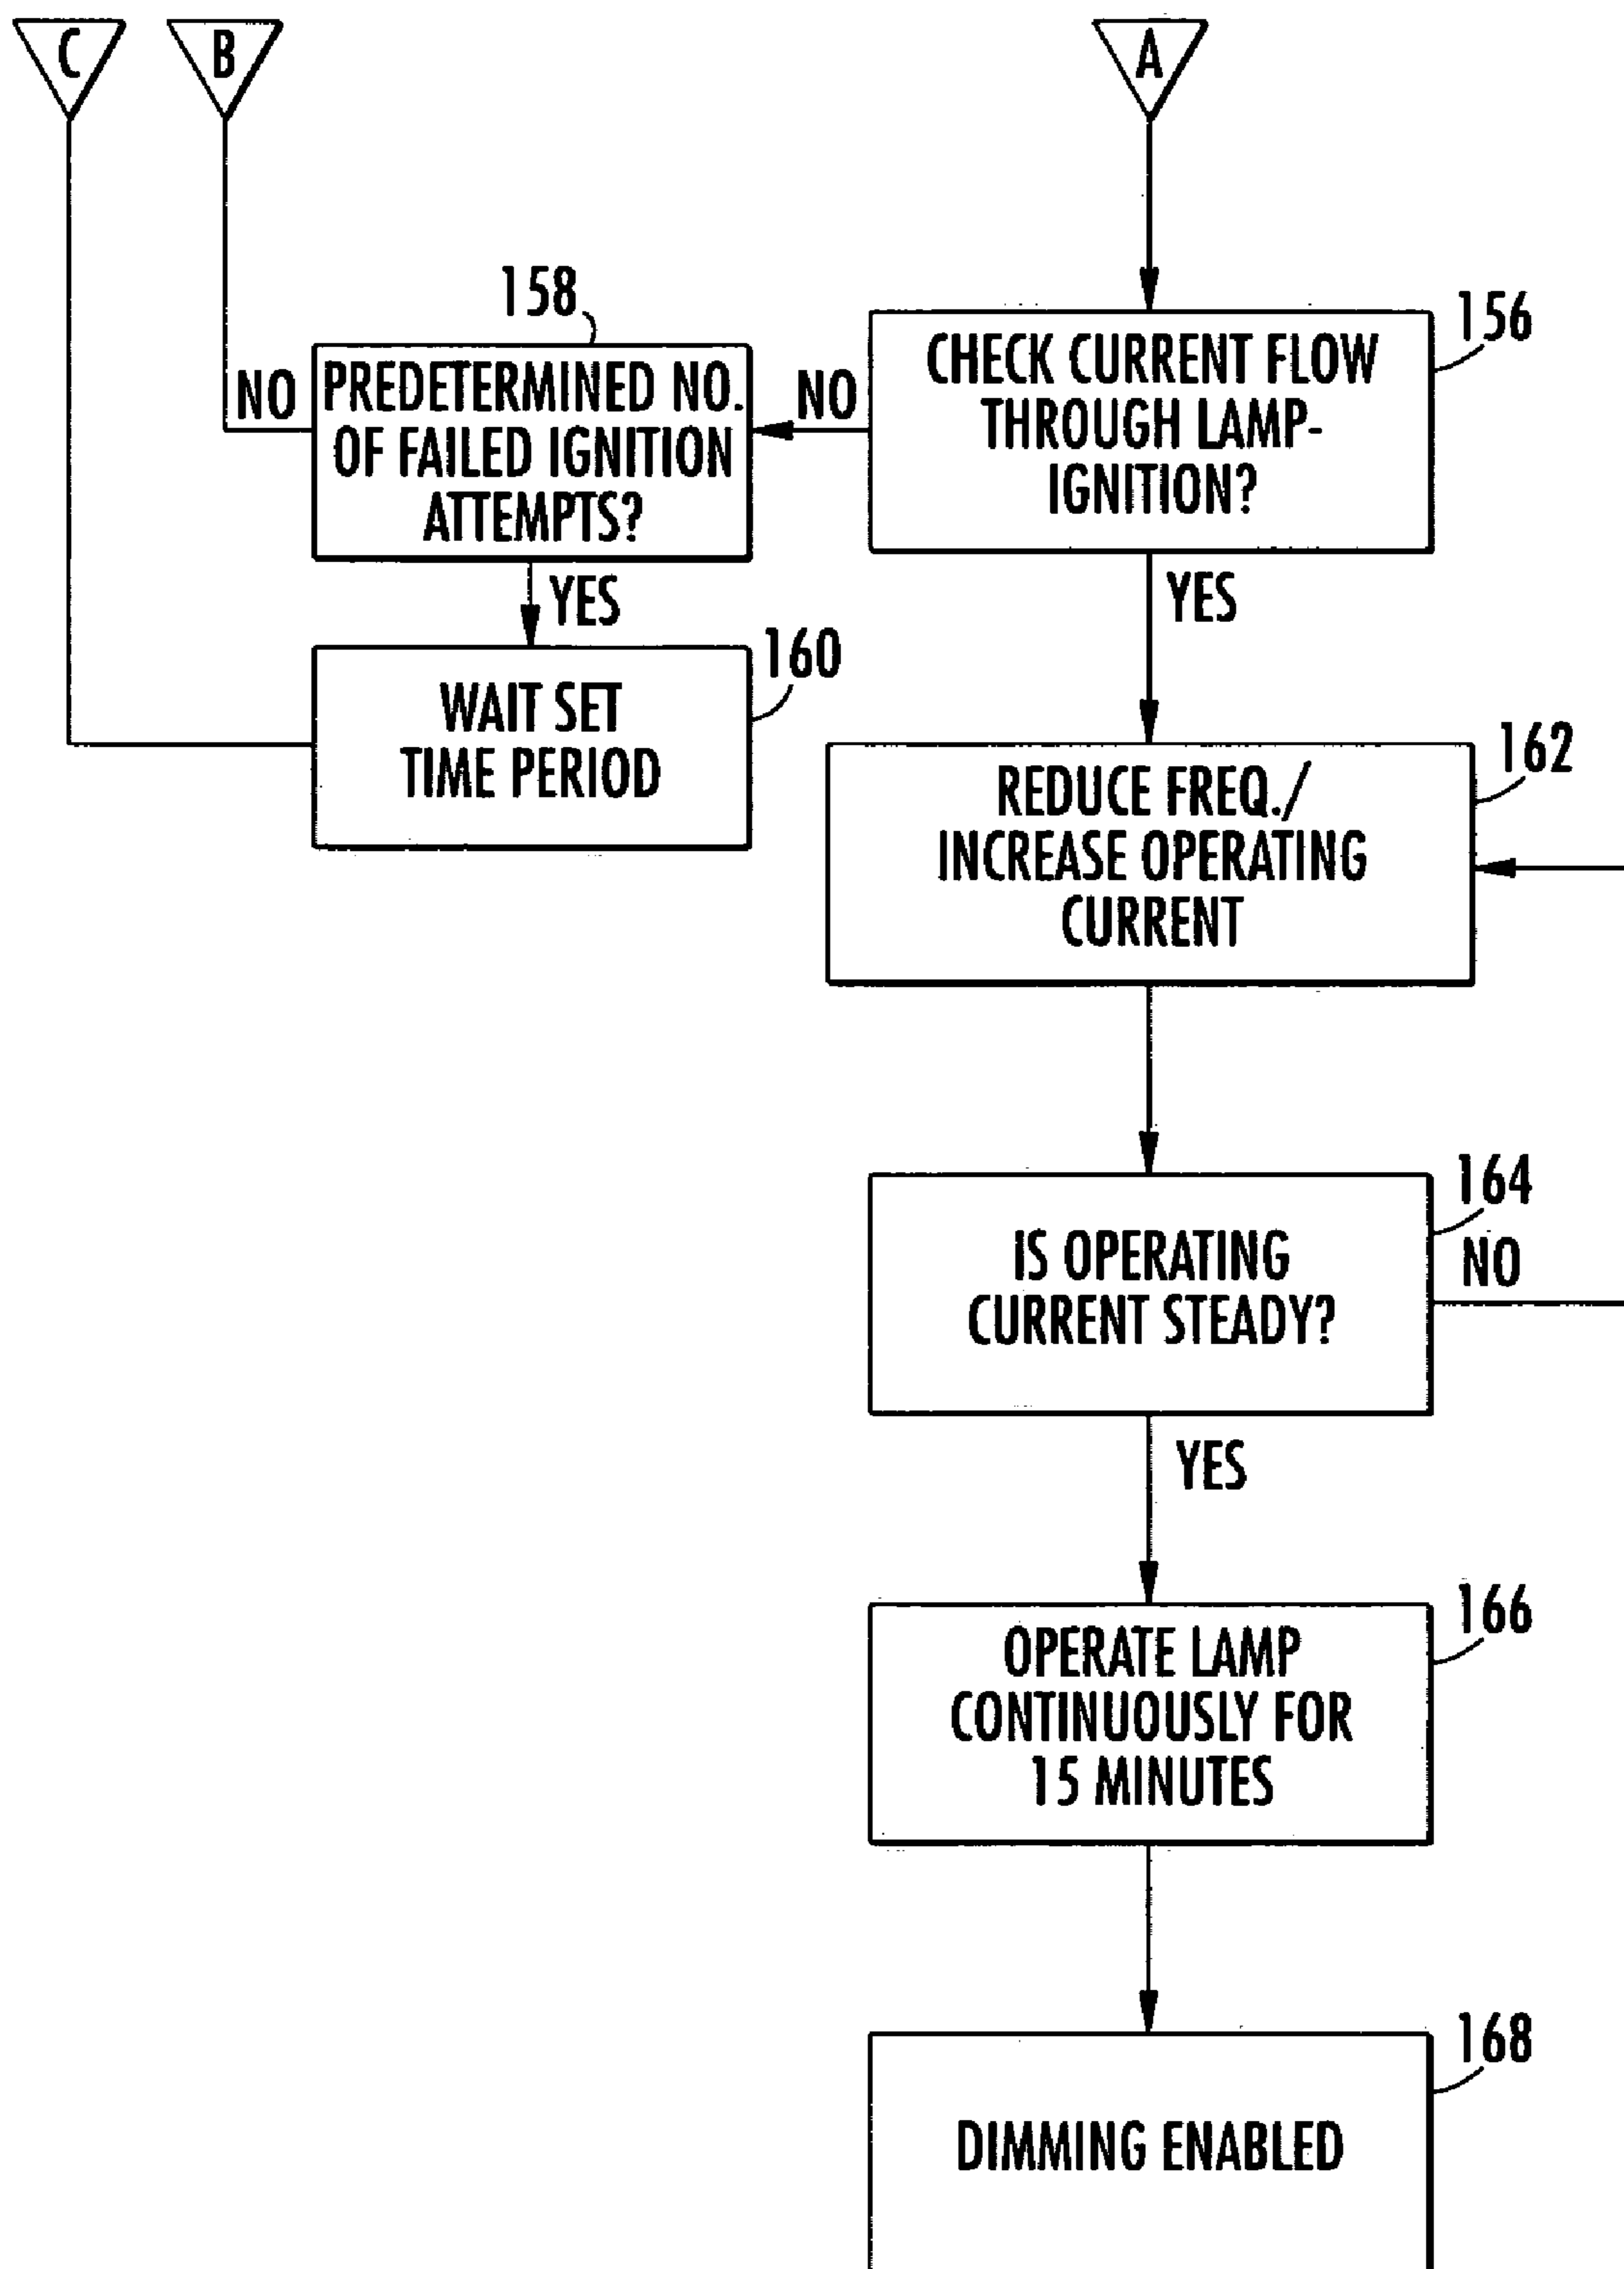 C
B
A
158
156
PREDETERMINED NO.
OF FAILED IGNITION
ATTEMPTS?
NO
NO
CHECK CURRENT FLOW
THROUGH LAMP-
IGNITION?
YES
YES
160
WAIT SET
TIME PERIOD
162
REDUCE FREQ./
INCREASE OPERATING
CURRENT
164
IS OPERATING
CURRENT STEADY?
NO
YES
166
OPERATE LAMP
CONTINUOUSLY FOR
15 MINUTES
168
DIMMING ENABLED